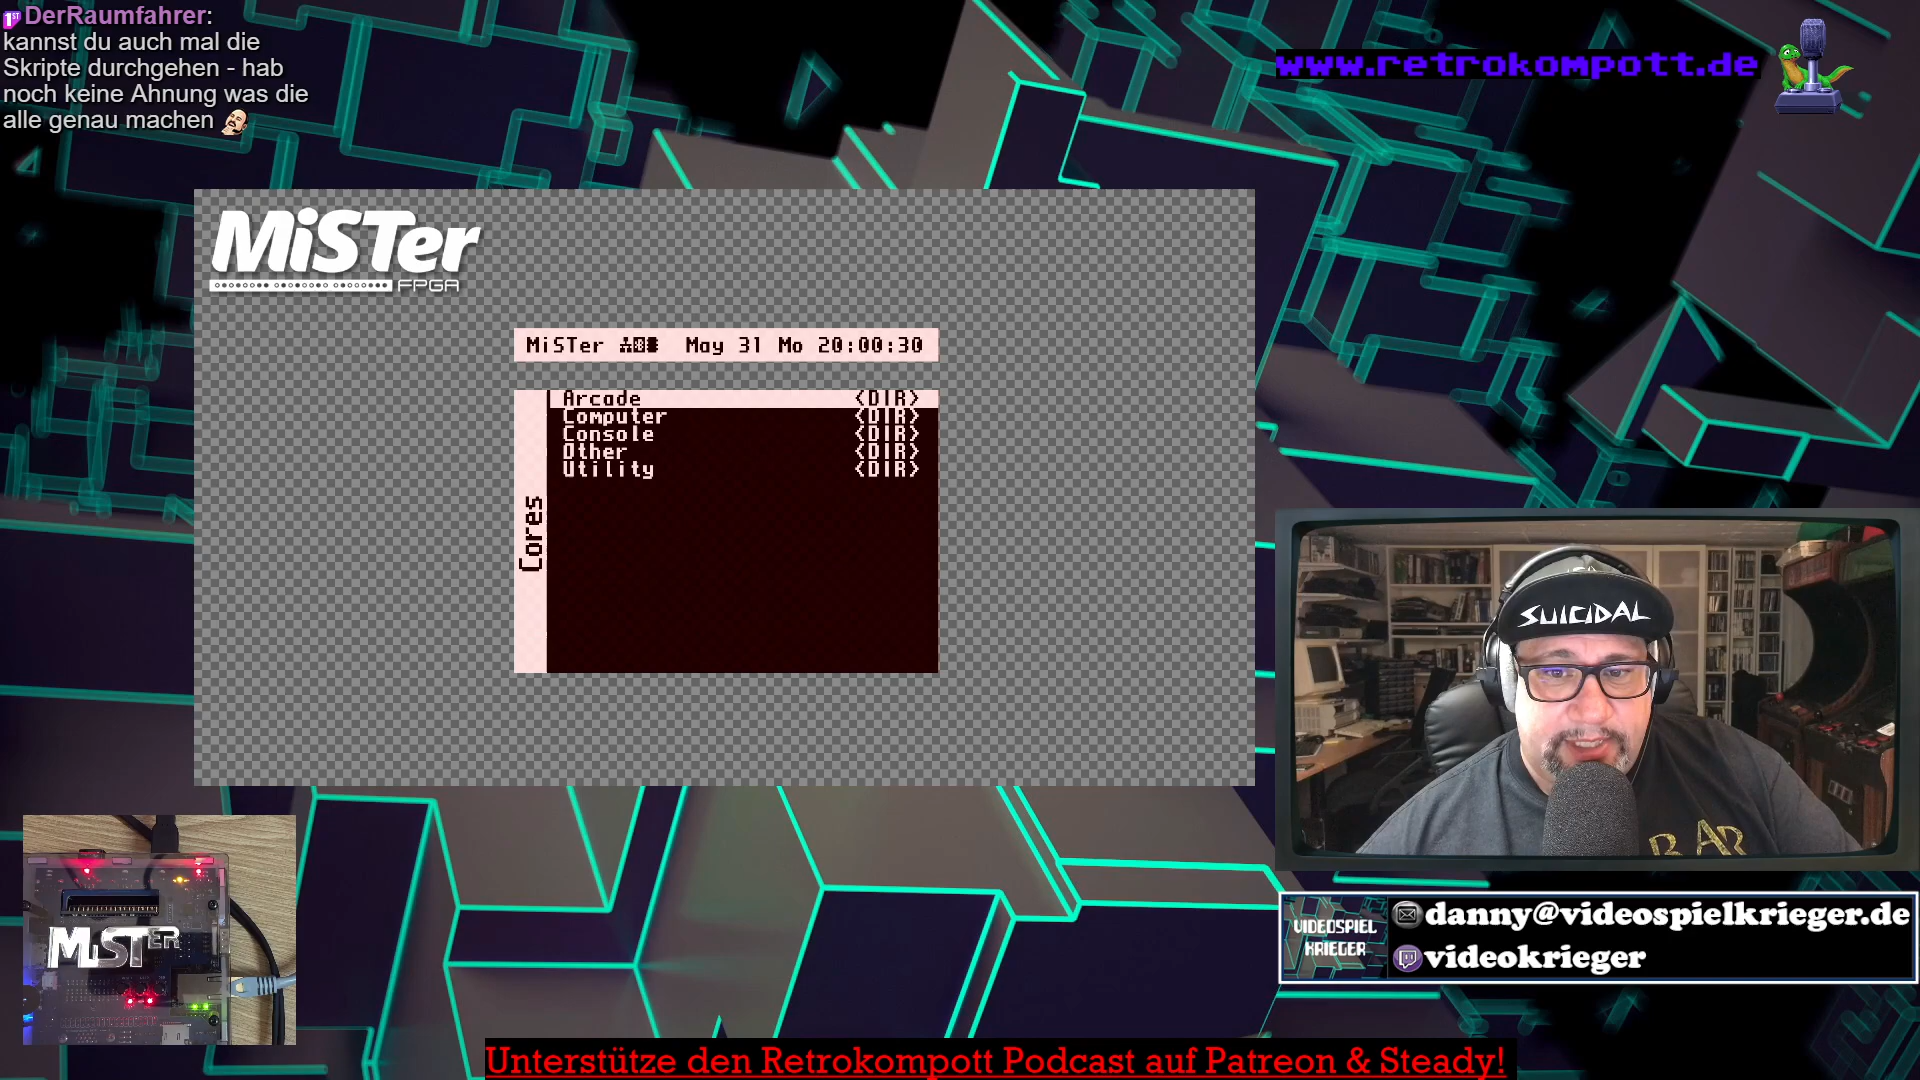 1ST DerRaumfahrer:
kannst du auch mal die
Skripte durchgehen - hab
noch keine Ahnung was die
alle genau machen
www.retrokompott.de
MiSTer
FPGA
MiSTer May 31 Mo 20:00:30
Cores
Arcade <DIR>
Computer <DIR>
Console <DIR>
Other <DIR>
Utility <DIR>
SUICIDAL
MiSTER
VIDEOSPIEL
KRIEGER
danny@videospielkrieger.de
videokrieger
Unterstütze den Retrokompott Podcast auf Patreon & Steady!